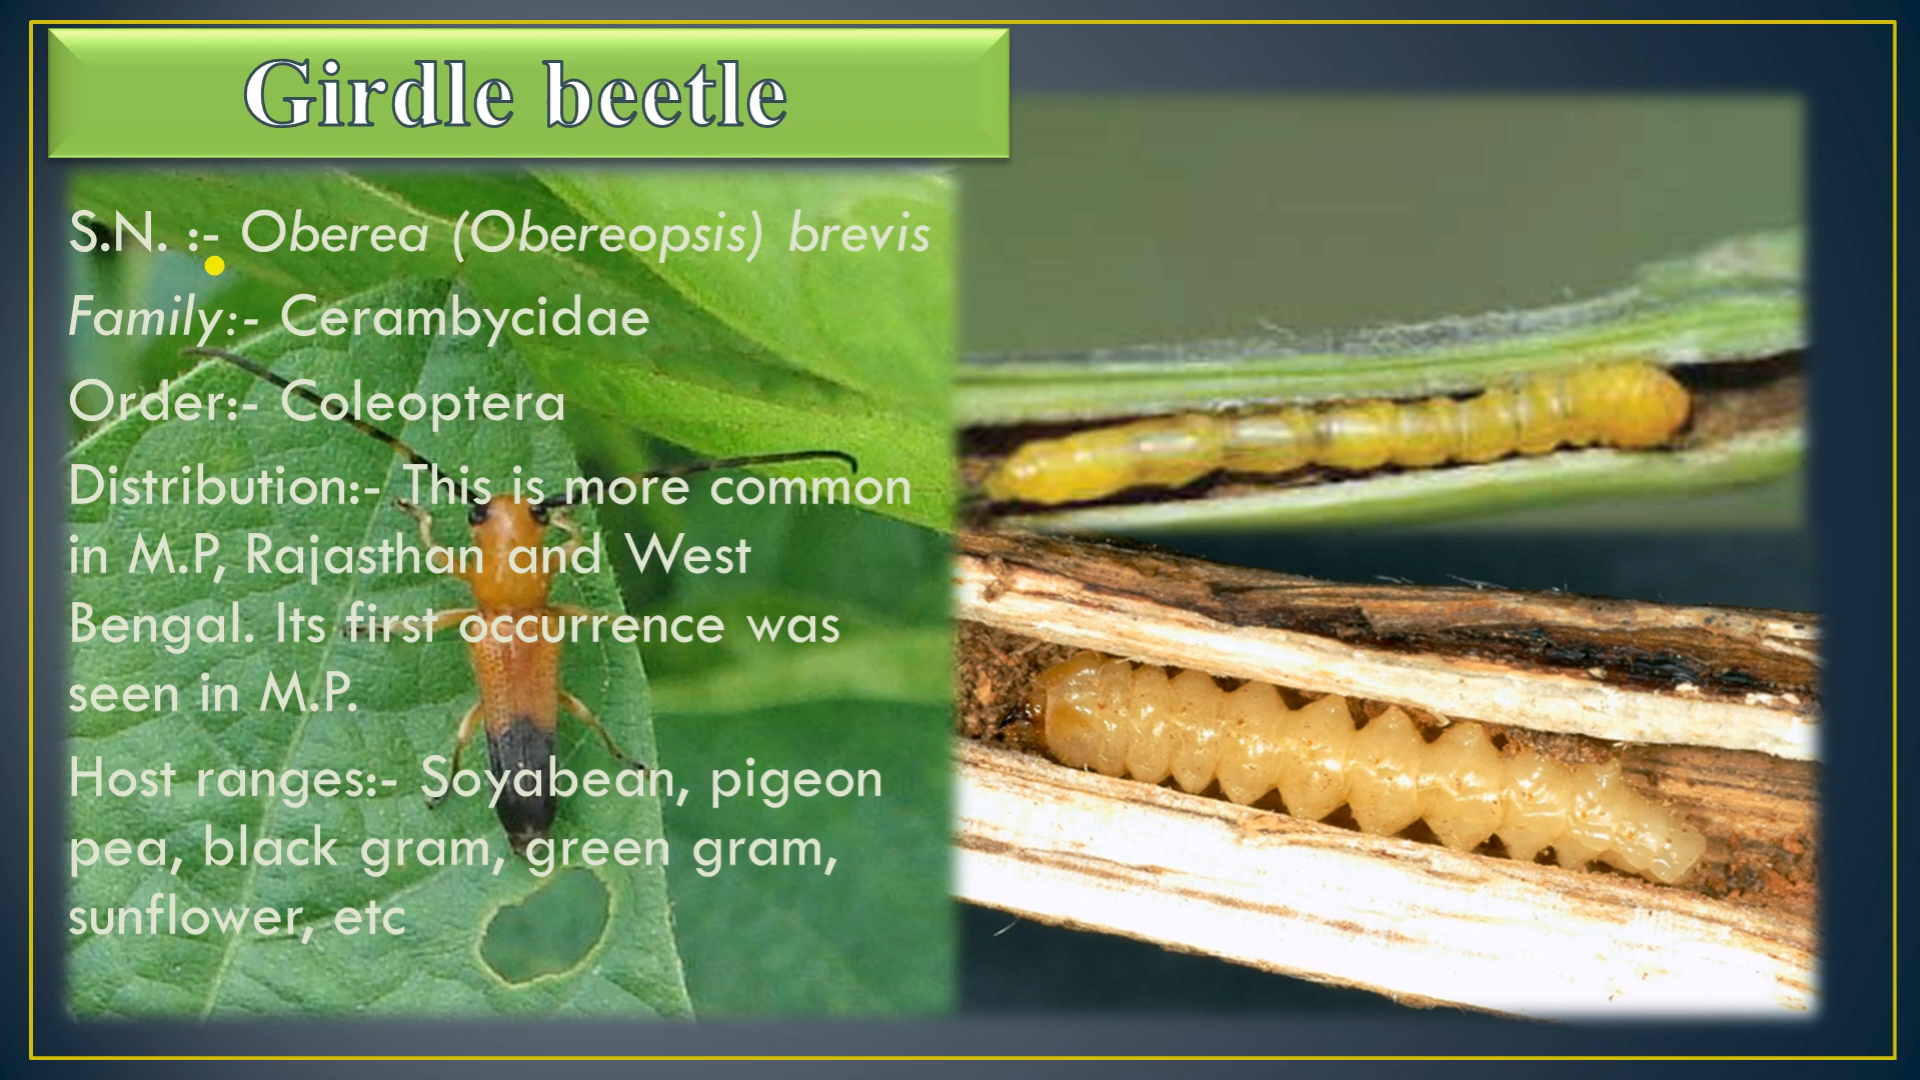 Girdle beetle
S.N. :- Oberea (Obereopsis) brevis
Family:- Cerambycidae
Order:- Coleoptera
Distribution:- This is more common
in M.P, Rajasthan and West
Bengal. Its first occurrence was
seen in M.P.
Host ranges:- Soyabean, pigeon
pea, black gram, green gram,
sunflower, etc